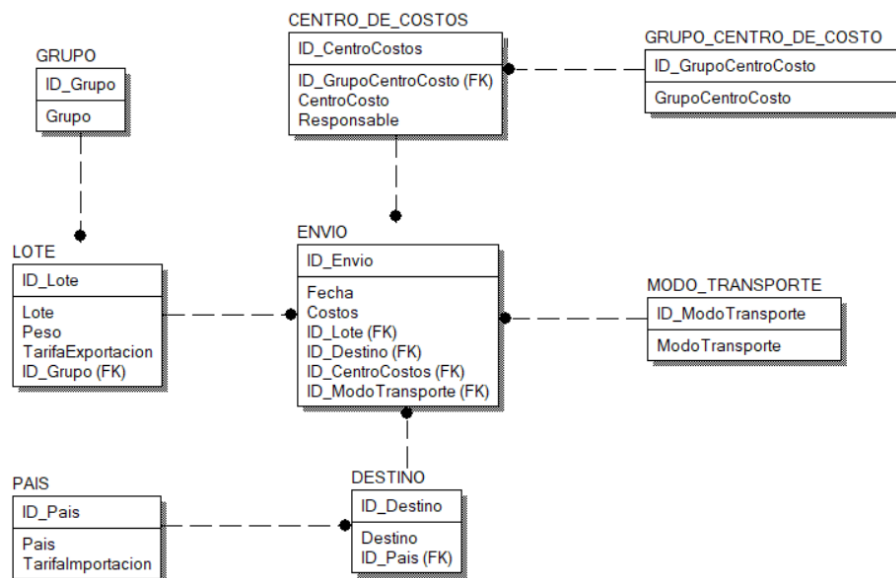 CENTRO_DE_COSTOS
ID_CentroCostos
ID_GrupoCentroCosto (FK)
CentroCosto
Responsable
GRUPO_CENTRO_DE_COSTO
ID_GrupoCentroCosto
GrupoCentroCosto
GRUPO
ID_Grupo
Grupo
LOTE
ID_Lote
Lote
Peso
TarifaExportacion
ID_Grupo (FK)
ENVIO
ID_Envio
Fecha
Costos
ID_Lote (FK)
ID_Destino (FK)
ID_CentroCostos (FK)
ID_ModoTransporte (FK)
MODO_TRANSPORTE
ID_ModoTransporte
ModoTransporte
PAIS
ID_Pais
Pais
TarifaImportacion
DESTINO
ID_Destino
Destino
ID_Pais (FK)